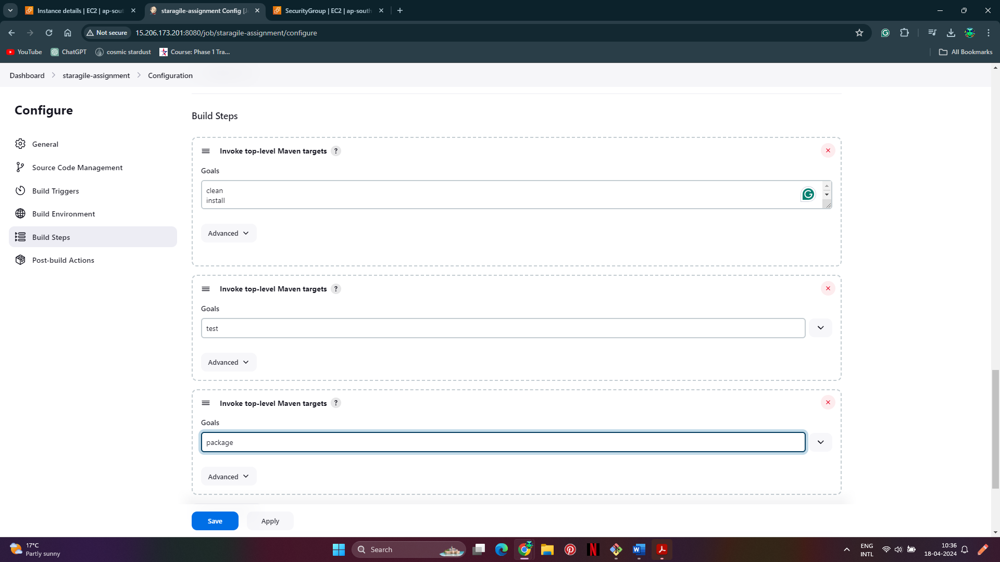 Instance details | EC2 | ap-sout
staragile-assignment Config [J
SecurityGroup | EC2 | ap-south
Not secure
15.206.173.201:8080/job/staragile-assignment/configure
YouTube
ChatGPT
cosmic stardust
Course: Phase 1 Tra...
All Bookmarks
Dashboard
staragile-assignment
Configuration
Configure
General
Source Code Management
Build Triggers
Build Environment
Build Steps
Post-build Actions
Build Steps
Invoke top-level Maven targets ?
Goals
clean
install
Advanced
Invoke top-level Maven targets ?
Goals
test
Advanced
Invoke top-level Maven targets ?
Goals
package
Advanced
Save
Apply
17°C
Partly sunny
Search
ENG
INTL
10:36
18-04-2024